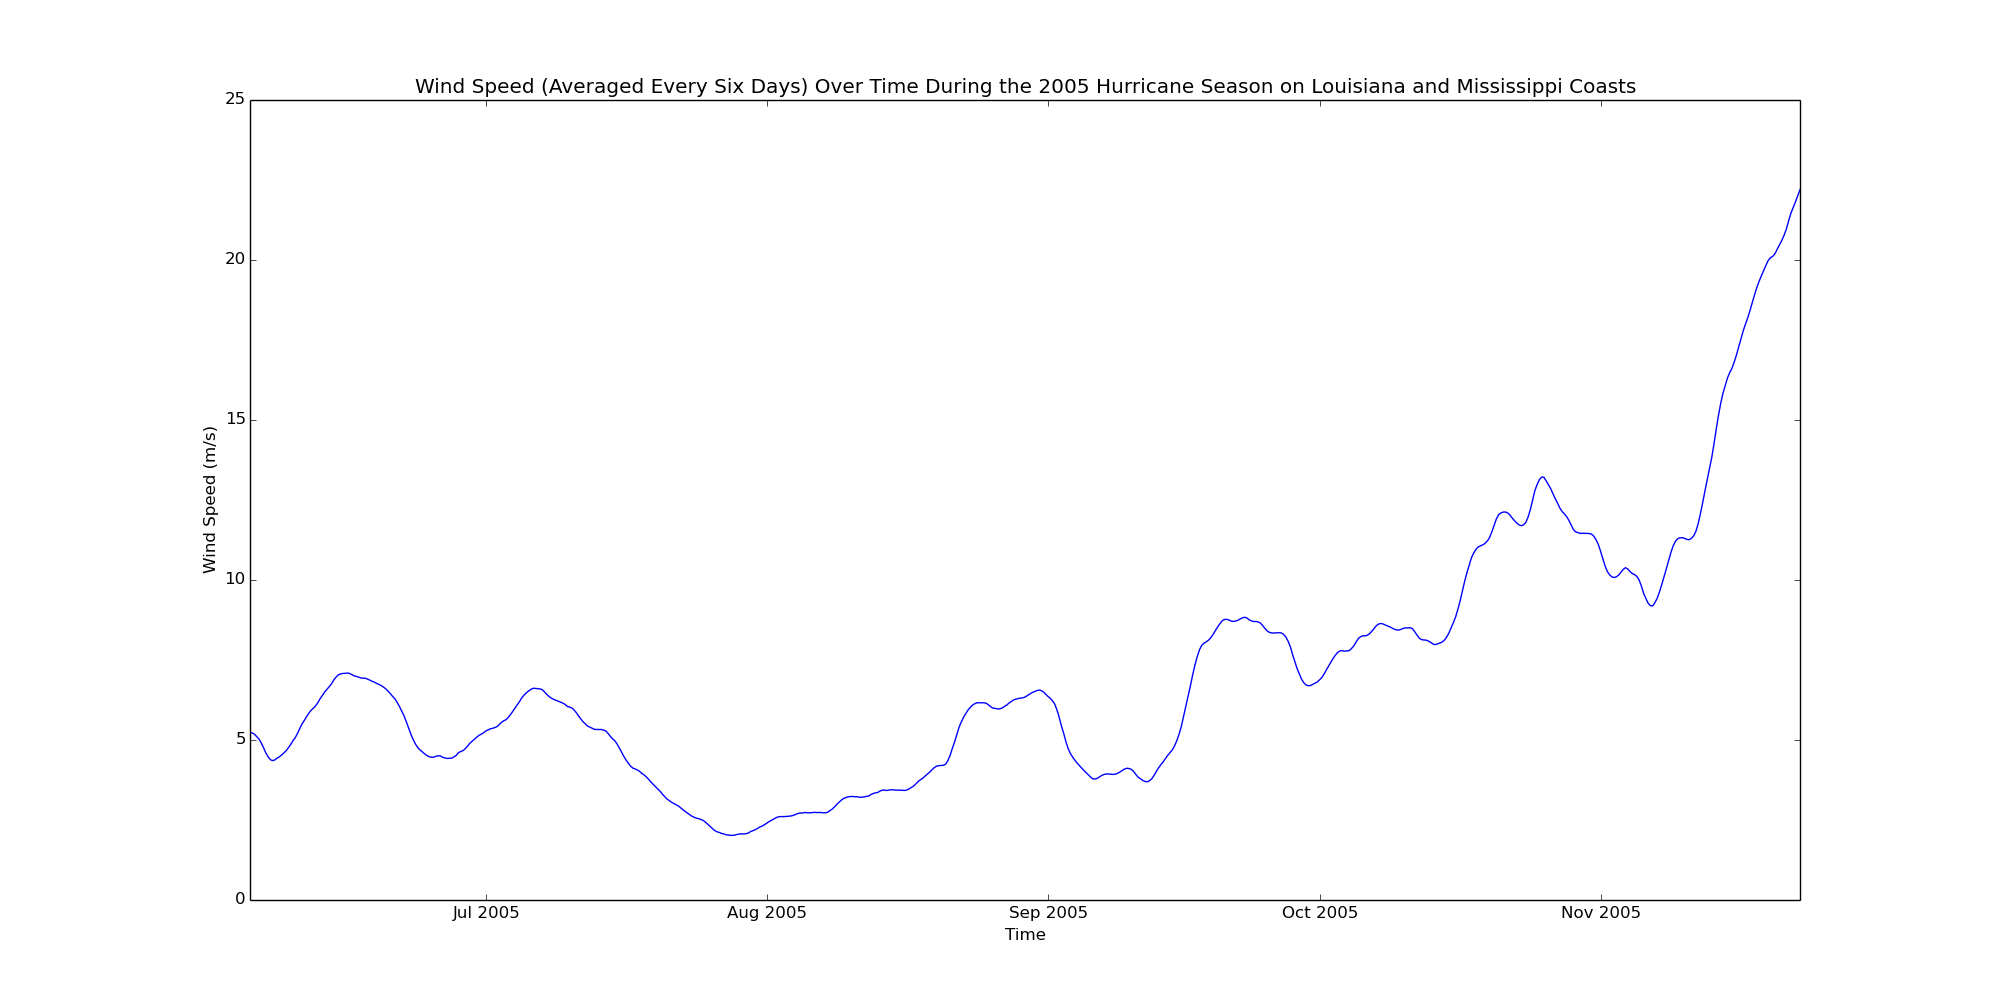 Wind Speed (Averaged Every Six Days) Over Time During the 2005 Hurricane Season on Louisiana and Mississippi Coasts
25
20
15
10
5
0
Wind Speed (m/s)
Jul 2005
Aug 2005
Sep 2005
Oct 2005
Nov 2005
Time